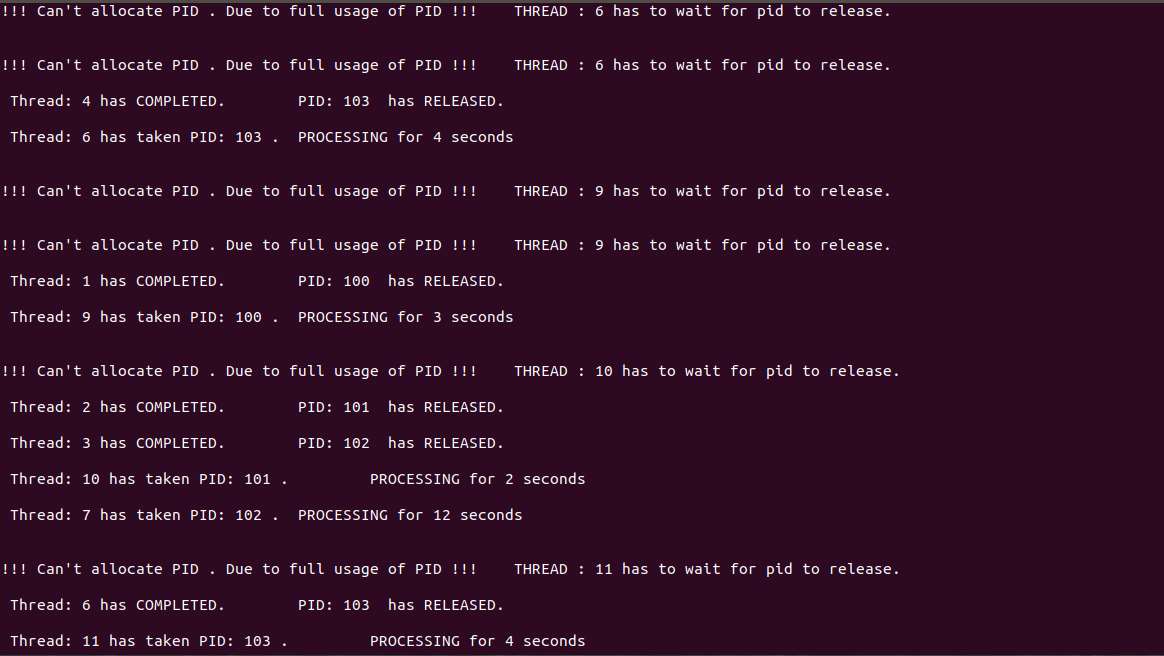 !!! Can't allocate PID . Due to full usage of PID !!!    THREAD : 6 has to wait for pid to release.
!!! Can't allocate PID . Due to full usage of PID !!!    THREAD : 6 has to wait for pid to release.
Thread: 4 has COMPLETED.        PID: 103  has RELEASED.
Thread: 6 has taken PID: 103 .  PROCESSING for 4 seconds
!!! Can't allocate PID . Due to full usage of PID !!!    THREAD : 9 has to wait for pid to release.
!!! Can't allocate PID . Due to full usage of PID !!!    THREAD : 9 has to wait for pid to release.
Thread: 1 has COMPLETED.        PID: 100  has RELEASED.
Thread: 9 has taken PID: 100 .  PROCESSING for 3 seconds
!!! Can't allocate PID . Due to full usage of PID !!!    THREAD : 10 has to wait for pid to release.
Thread: 2 has COMPLETED.        PID: 101  has RELEASED.
Thread: 3 has COMPLETED.        PID: 102  has RELEASED.
Thread: 10 has taken PID: 101 .         PROCESSING for 2 seconds
Thread: 7 has taken PID: 102 .  PROCESSING for 12 seconds
!!! Can't allocate PID . Due to full usage of PID !!!    THREAD : 11 has to wait for pid to release.
Thread: 6 has COMPLETED.        PID: 103  has RELEASED.
Thread: 11 has taken PID: 103 .         PROCESSING for 4 seconds